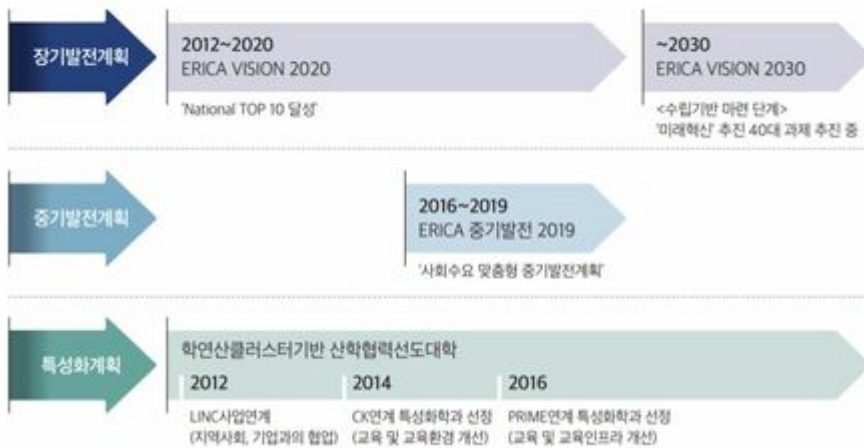 장기발전계획
2012~2020
ERICA VISION 2020
'National TOP 10 달성'
~2030
ERICA VISION 2030
<수립기반 마련 단계>
'미래혁신' 추진 40대 과제 추진 중
중기발전계획
2016~2019
ERICA 중기발전 2019
'사회수요 맞춤형 중기발전계획'
특성화계획
학연산클러스터기반 산학협력선도대학
2012
LINC사업연계
(지역사회, 기업과의 협업)
2014
CK연계 특성화학과 선정
(교육 및 교육환경 개선)
2016
PRIME연계 특성화학과 선정
(교육 및 교육인프라 개선)